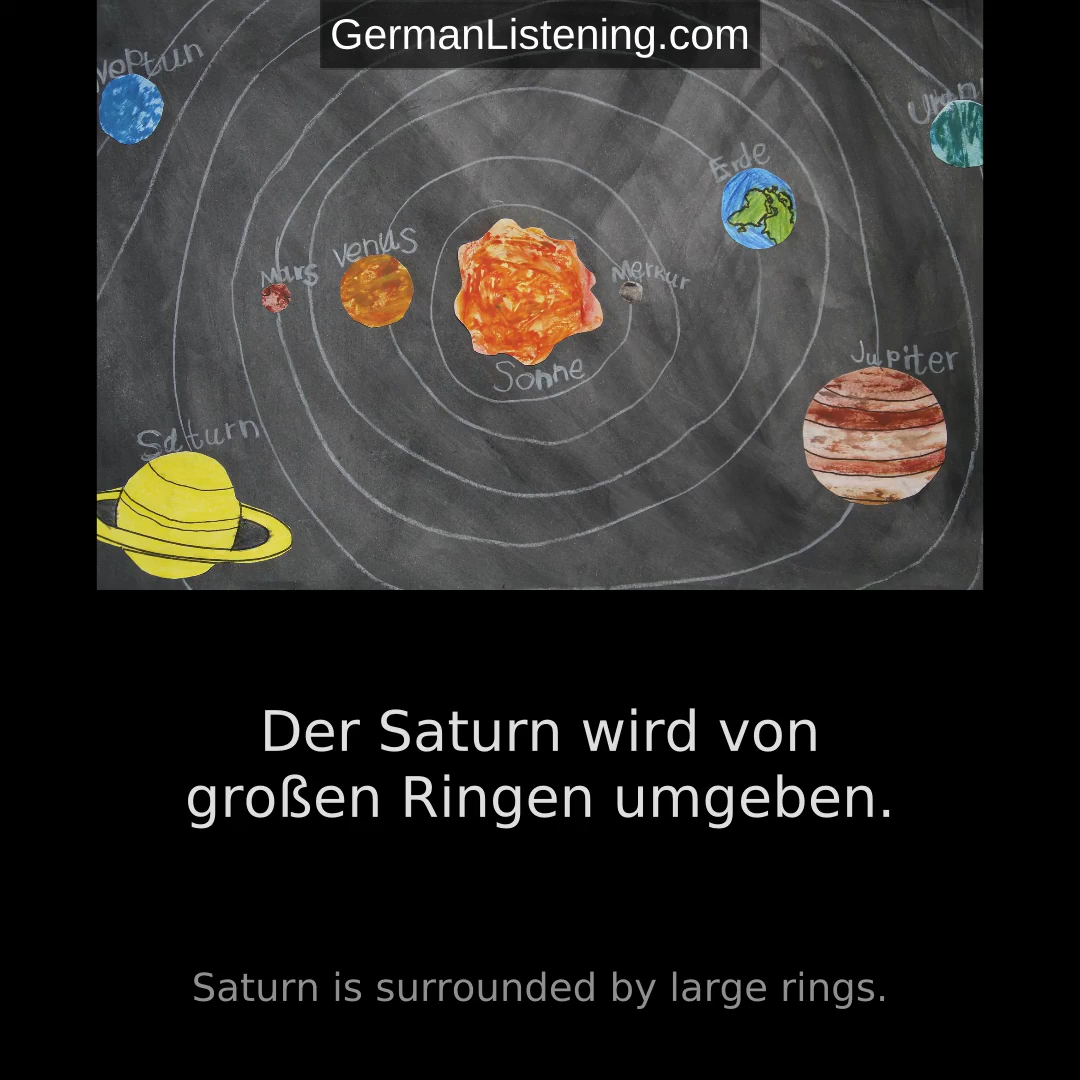 GermanListening.com
Neptun
Uran
Erde
Venus
Mars
Merkur
Sonne
Jupiter
Saturn
Der Saturn wird von
großen Ringen umgeben.
Saturn is surrounded by large rings.